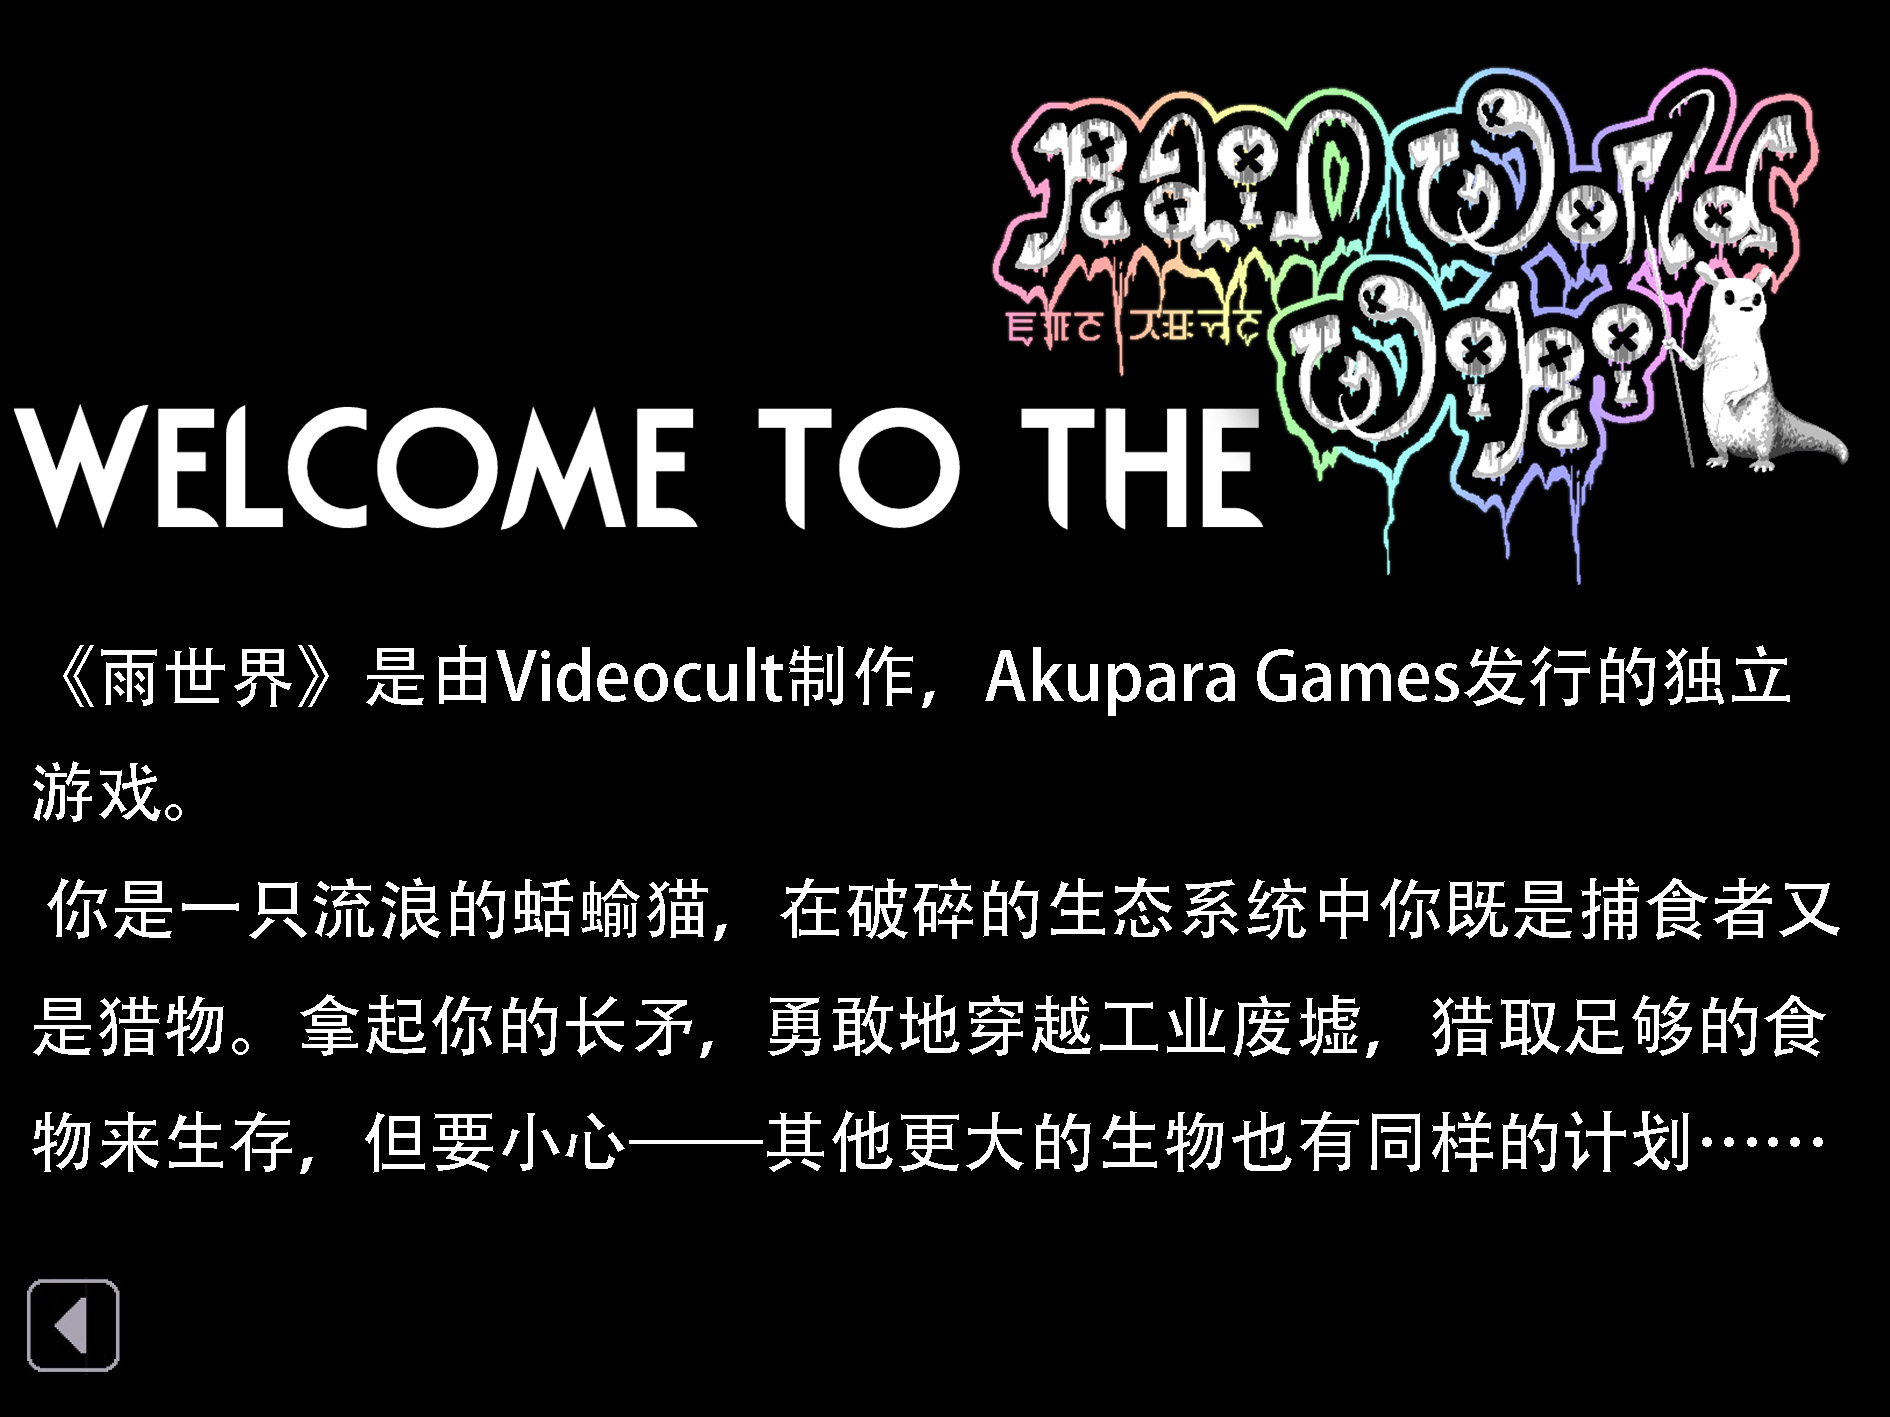 Rain World
Wiki
WELCOME TO THE
《雨世界》是由Videocult制作，Akupara Games发行的独立
游戏。
你是一只流浪的蛞蝓猫，在破碎的生态系统中你既是捕食者又
是猎物。拿起你的长矛，勇敢地穿越工业废墟，猎取足够的食
物来生存，但要小心——其他更大的生物也有同样的计划……